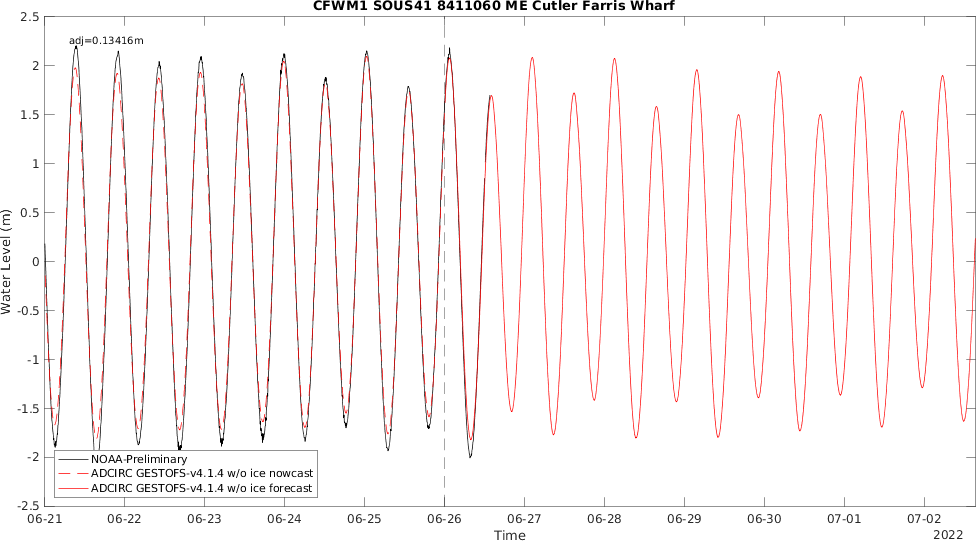 CFWM1 SOUS41 8411060 ME Cutler Farris Wharf
adj=0.13416m
2.5
2
1.5
1
0.5
0
-0.5
-1
-1.5
-2
-2.5
Water Level (m)
NOAA-Preliminary
ADCIRC GESTOFS-v4.1.4 w/o ice nowcast
ADCIRC GESTOFS-v4.1.4 w/o ice forecast
06-21 06-22 06-23 06-24 06-25 06-26 06-27 06-28 06-29 06-30 07-01 07-02
Time
2022